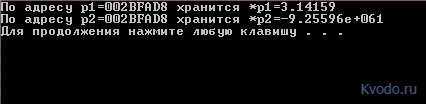 По адресу p1=002BFAD8 хранится *p1=3.14159
По адресу p2=002BFAD8 хранится *p2=-9.25596e+061
Для продолжения нажмите любую клавишу . . .
Kvodo.ru